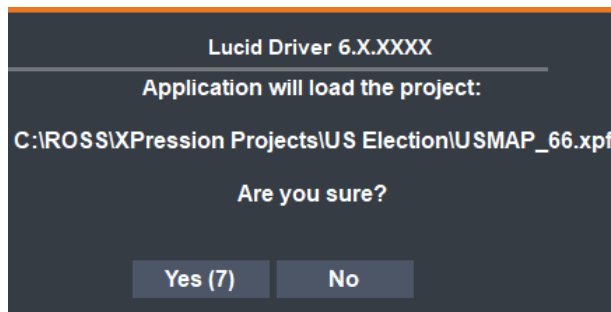 Lucid Driver 6.X.XXXX
Application will load the project:
C:\ROSS\XPression Projects\US Election\USMAP_66.xpf
Are you sure?
Yes (7)
No